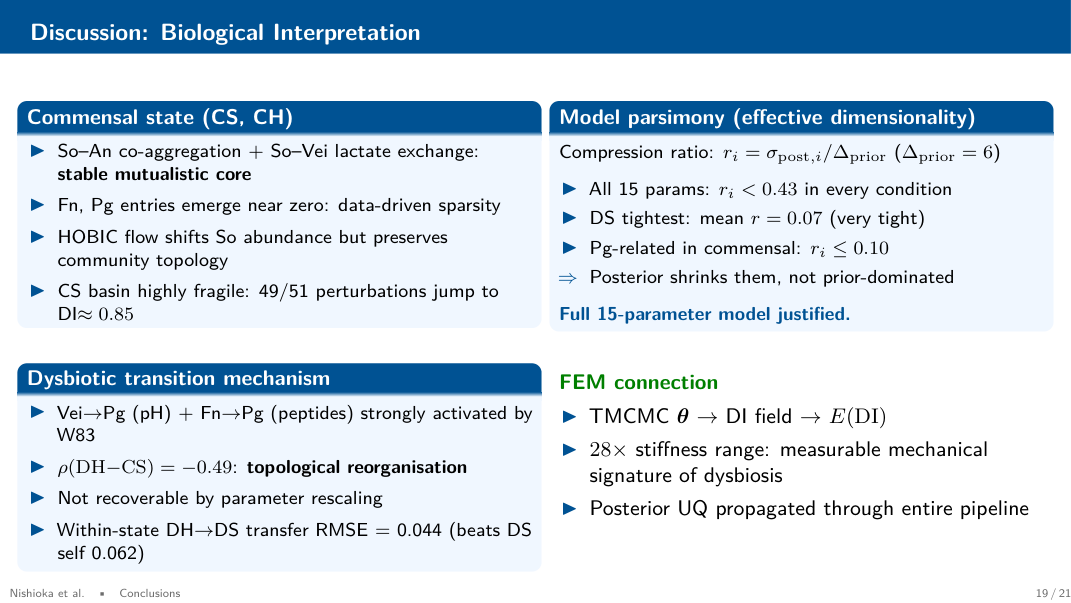 Discussion: Biological Interpretation
Commensal state (CS, CH)
▶ So–An co-aggregation + So–Vei lactate exchange:
stable mutualistic core
▶ Fn, Pg entries emerge near zero: data-driven sparsity
▶ HOBIC flow shifts So abundance but preserves
community topology
▶ CS basin highly fragile: 49/51 perturbations jump to
DI≈ 0.85
Model parsimony (effective dimensionality)
Compression ratio: rᵢ = σ_post,i/Δ_prior (Δ_prior = 6)
▶ All 15 params: rᵢ < 0.43 in every condition
▶ DS tightest: mean r = 0.07 (very tight)
▶ Pg-related in commensal: rᵢ ≤ 0.10
⇒ Posterior shrinks them, not prior-dominated
Full 15-parameter model justified.
Dysbiotic transition mechanism
▶ Vei→Pg (pH) + Fn→Pg (peptides) strongly activated by
W83
▶ ρ(DH−CS) = −0.49: topological reorganisation
▶ Not recoverable by parameter rescaling
▶ Within-state DH→DS transfer RMSE = 0.044 (beats DS
self 0.062)
FEM connection
▶ TMCMC θ → DI field → E(DI)
▶ 28× stiffness range: measurable mechanical
signature of dysbiosis
▶ Posterior UQ propagated through entire pipeline
Nishioka et al. ▪ Conclusions
19 / 21